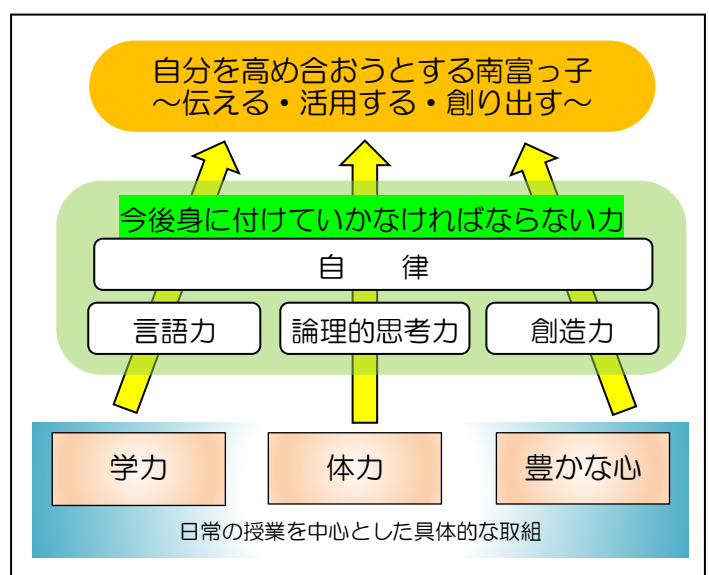 自分を高め合おうとする南富っ子
～伝える・活用する・創り出す～
今後身に付けていかなければならない力
自　　律
言語力
論理的思考力
創造力
学力
体力
豊かな心
日常の授業を中心とした具体的な取組